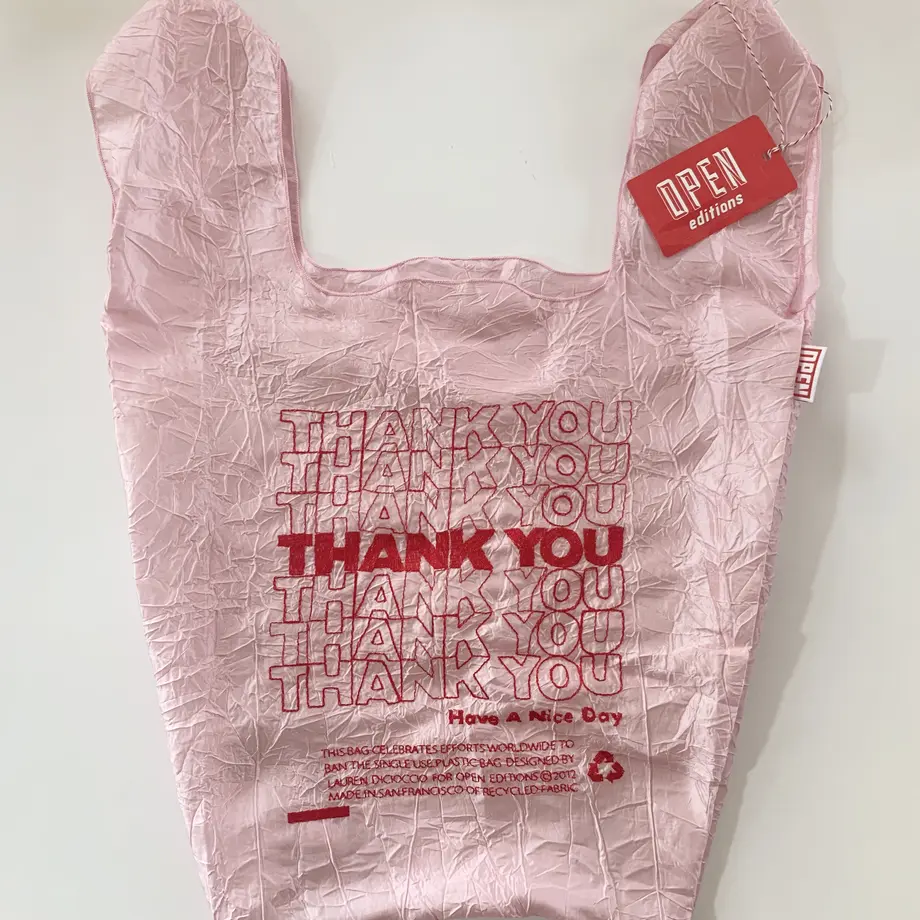 OPEN
editions
OPEN
THANK YOU
THANK YOU
THANK YOU
THANK YOU
THANK YOU
THANK YOU
THANK YOU
Have A Nice Day
THIS BAG CELEBRATES EFFORTS WORLDWIDE TO
BAN THE SINGLE USE PLASTIC BAG. DESIGNED BY
LAUREN DICIOCCIO FOR OPEN EDITIONS ©2012
MADE IN SAN FRANCISCO OF RECYCLED FABRIC